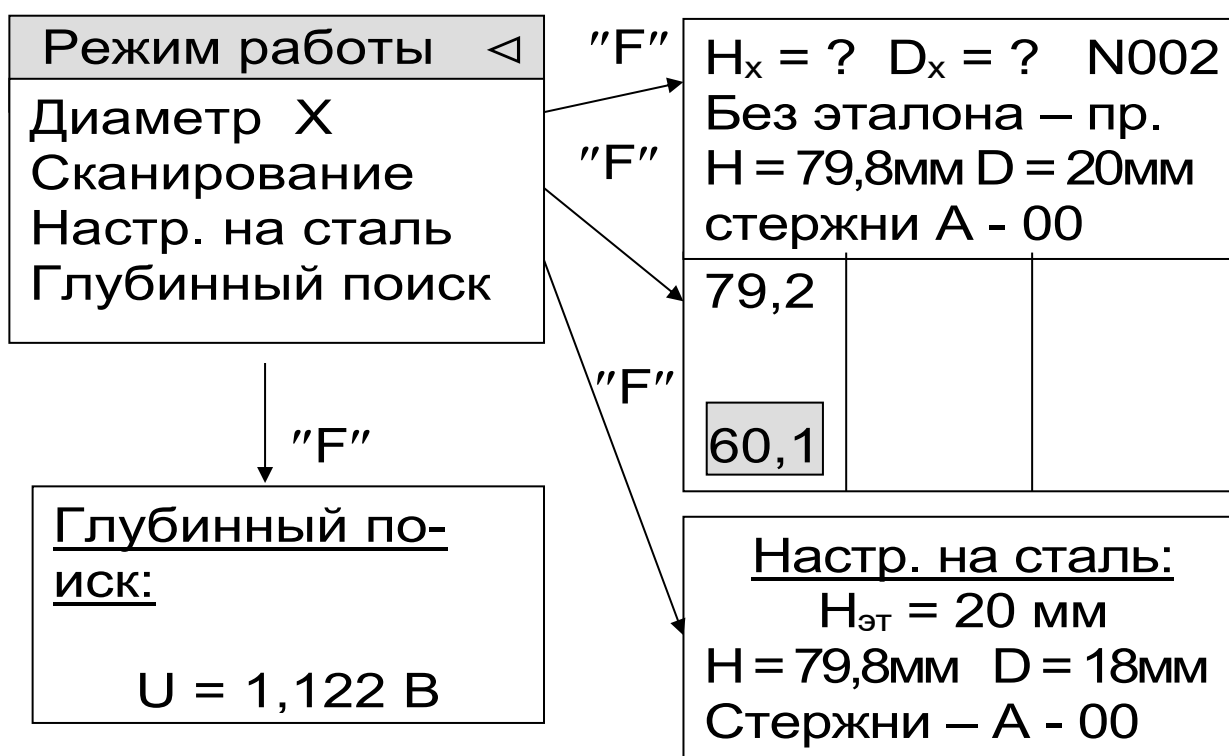 Режим работы ◁
Диаметр X
Сканирование
Настр. на сталь
Глубинный поиск
″F″
″F″
″F″
″F″
Hₓ = ? Dₓ = ? N002
Без эталона – пр.
H = 79,8мм D = 20мм
стержни A - 00
79,2
60,1
Глубинный по-
иск:
U = 1,122 В
Настр. на сталь:
Hэт = 20 мм
H = 79,8мм D = 18мм
Стержни – A - 00